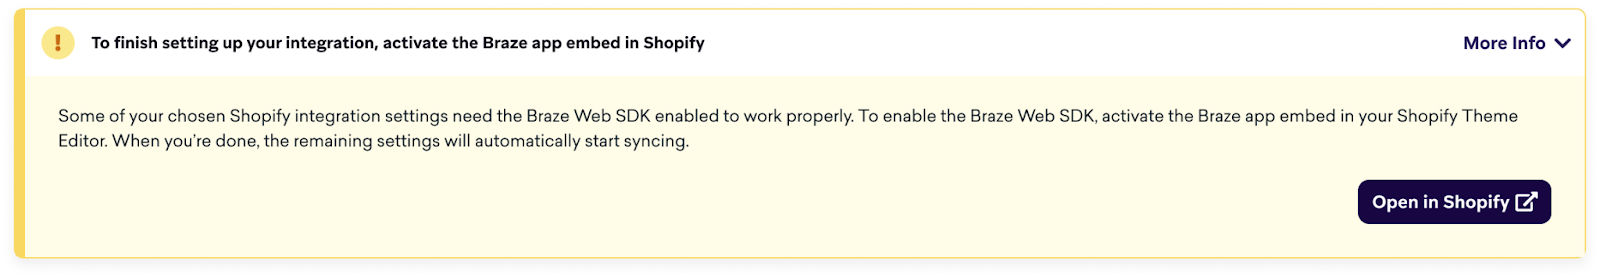 ! To finish setting up your integration, activate the Braze app embed in Shopify More Info
Some of your chosen Shopify integration settings need the Braze Web SDK enabled to work properly. To enable the Braze Web SDK, activate the Braze app embed in your Shopify Theme
Editor. When you’re done, the remaining settings will automatically start syncing.
Open in Shopify